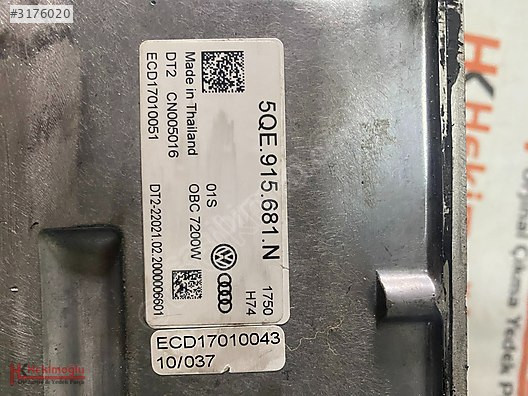 #3176020
5QE.915.681.N
1750
H74
01S
OBC 7200W
Made in Thailand
DT2 CN005016
ECD17010051
DT2-22021.02.2000006601
ECD17010043
10/037